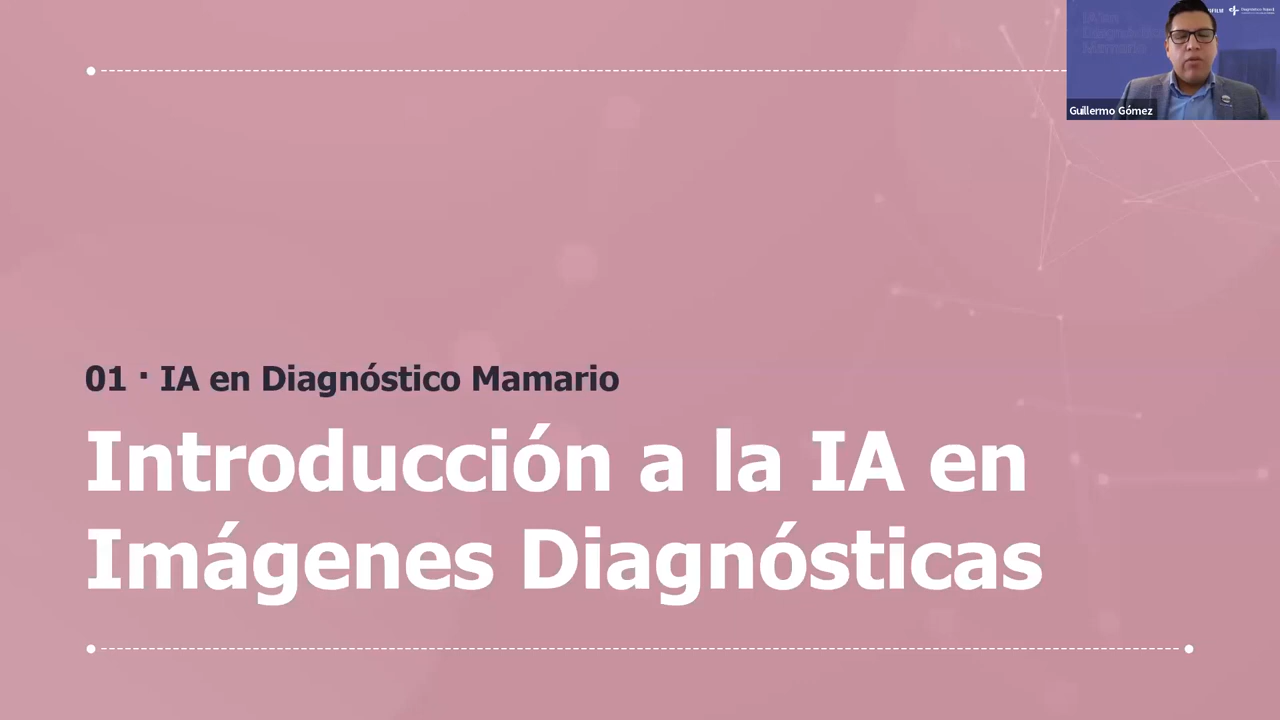 Guillermo Gómez
01 · IA en Diagnóstico Mamario
Introducción a la IA en
Imágenes Diagnósticas